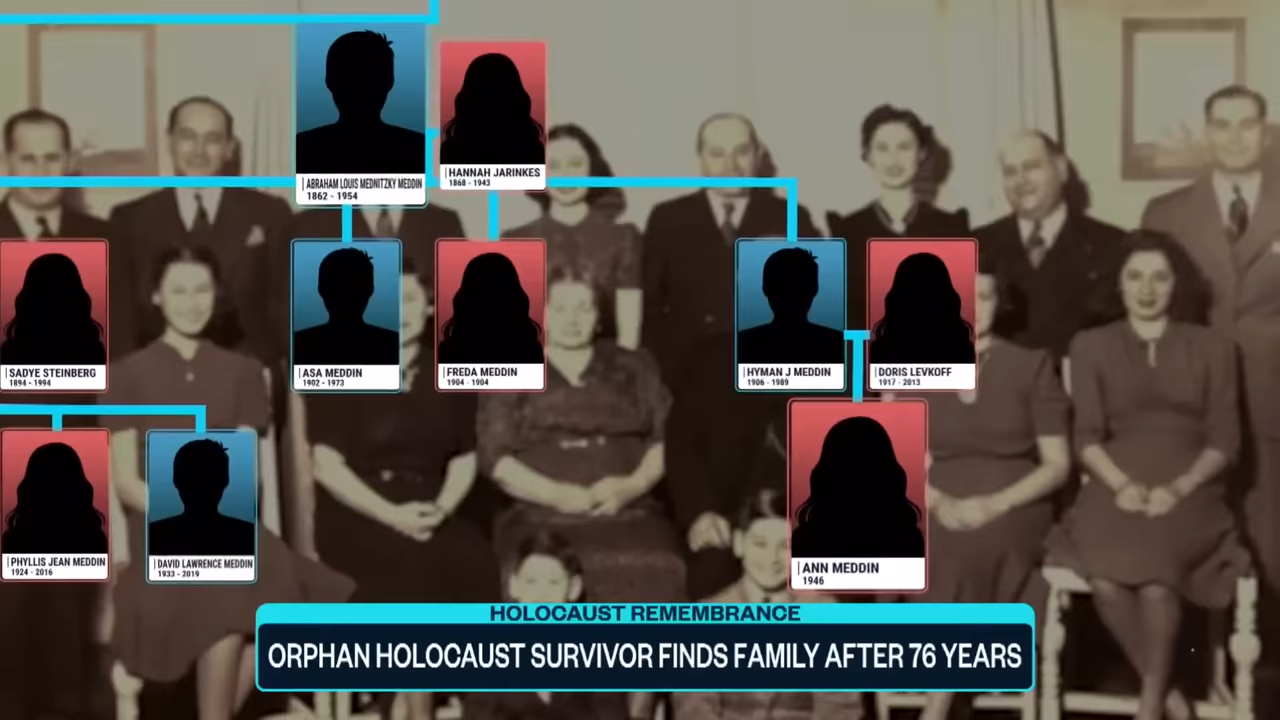 ABRAHAM LOUIS MEDNITZKY MEDDIN
1862 - 1954
HANNAH JARINKES
1868 - 1943
SADYE STEINBERG
1894 - 1994
ASA MEDDIN
1902 - 1973
FREDA MEDDIN
1904 - 1904
HYMAN J MEDDIN
1906 - 1989
DORIS LEVKOFF
1917 - 2013
PHYLLIS JEAN MEDDIN
1924 - 2016
DAVID LAWRENCE MEDDIN
1933 - 2019
ANN MEDDIN
1946
HOLOCAUST REMEMBRANCE
ORPHAN HOLOCAUST SURVIVOR FINDS FAMILY AFTER 76 YEARS